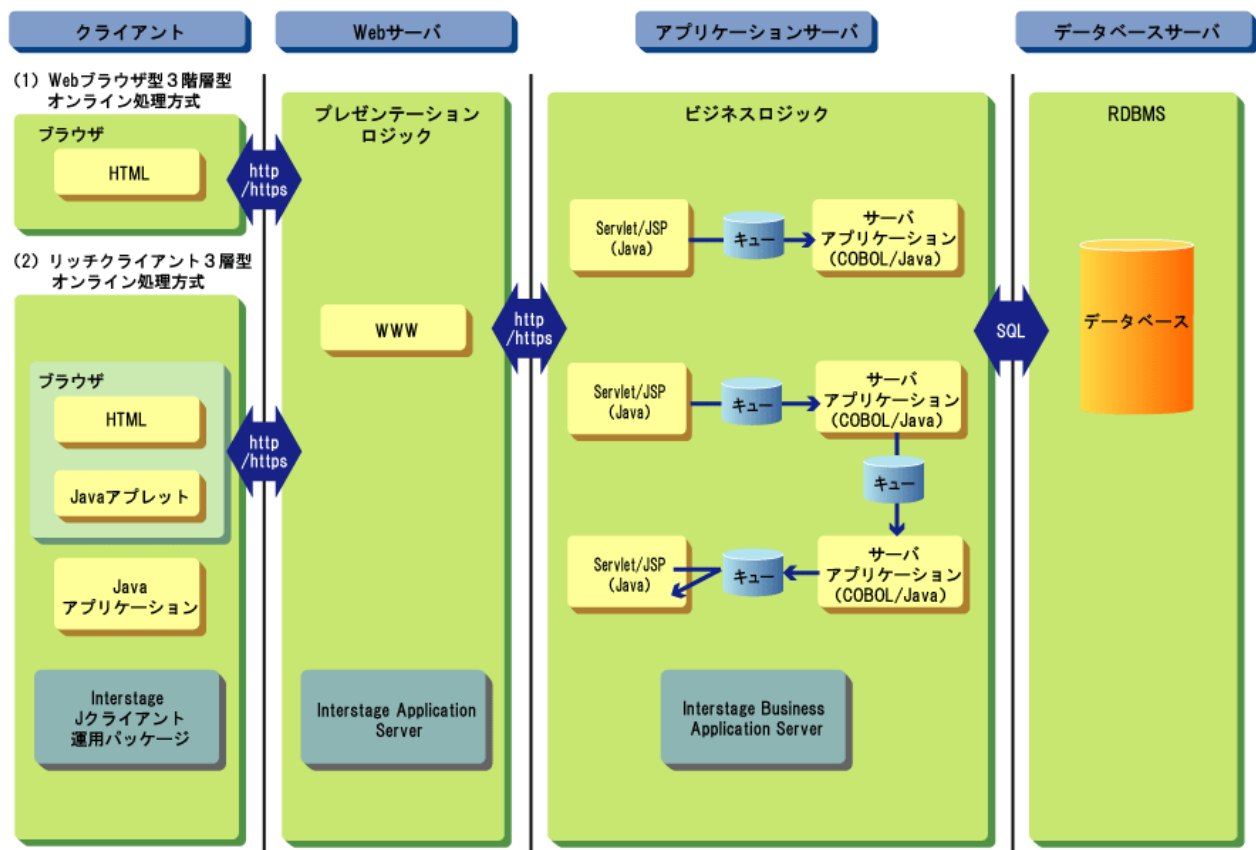 クライアント
Webサーバ
アプリケーションサーバ
データベースサーバ
(1) Webブラウザ型３階層型
オンライン処理方式
ブラウザ
HTML
http
/https
(2) リッチクライアント３層型
オンライン処理方式
ブラウザ
HTML
Javaアプレット
Java
アプリケーション
Interstage
Jクライアント
運用パッケージ
http
/https
プレゼンテーション
ロジック
WWW
Interstage Application
Server
http
/https
ビジネスロジック
Servlet/JSP
(Java)
キュー
サーバ
アプリケーション
(COBOL/Java)
Servlet/JSP
(Java)
キュー
サーバ
アプリケーション
(COBOL/Java)
キュー
Servlet/JSP
(Java)
キュー
サーバ
アプリケーション
(COBOL/Java)
Interstage Business
Application Server
SQL
RDBMS
データベース